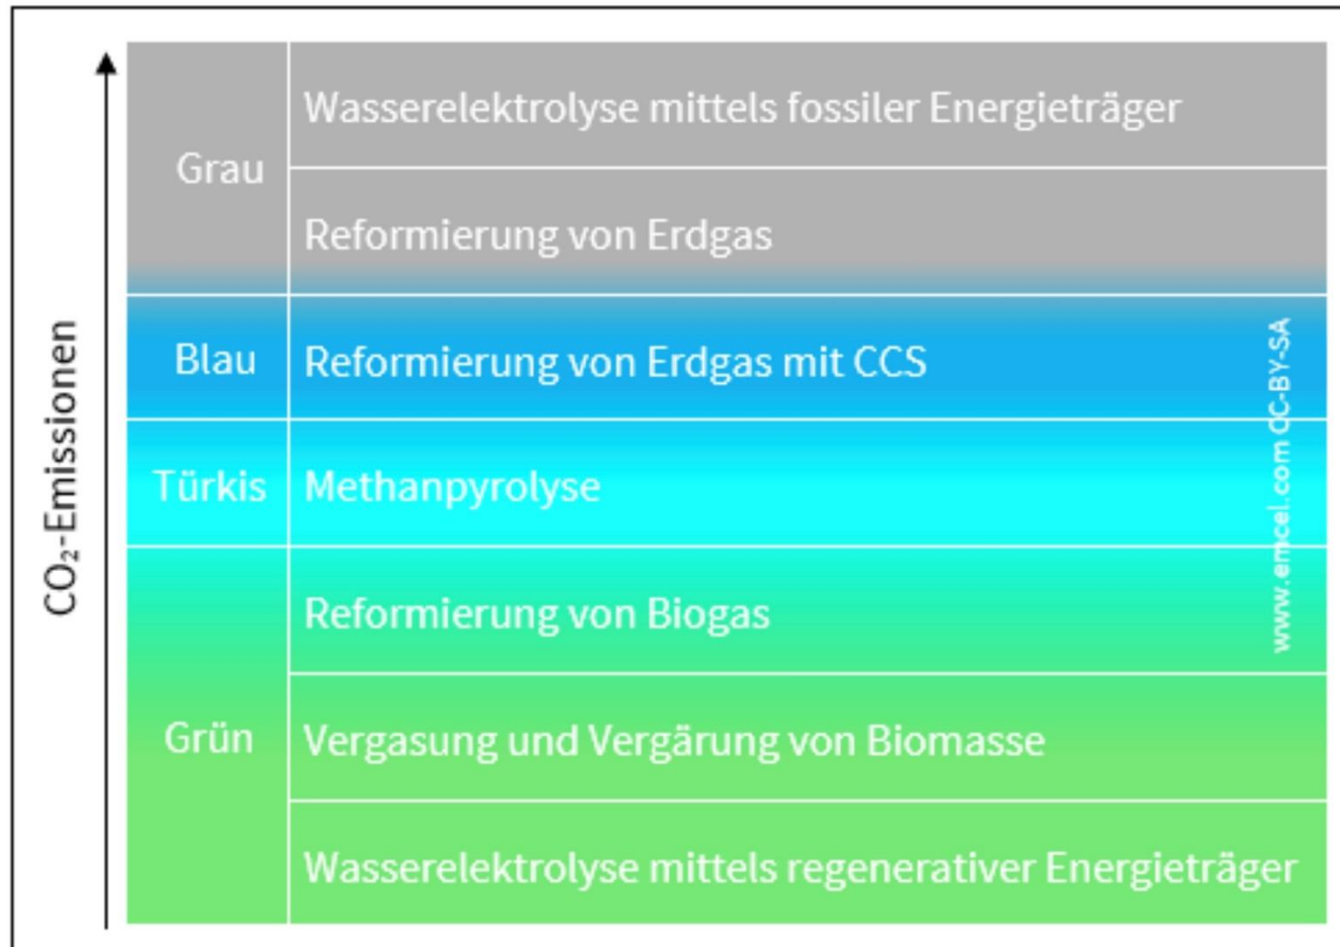 Grau
Wasserelektrolyse mittels fossiler Energieträger
Reformierung von Erdgas
Blau
Reformierung von Erdgas mit CCS
Türkis
Methanpyrolyse
Grün
Reformierung von Biogas
Vergasung und Vergärung von Biomasse
Wasserelektrolyse mittels regenerativer Energieträger
CO₂-Emissionen
www.emcel.com CC-BY-SA